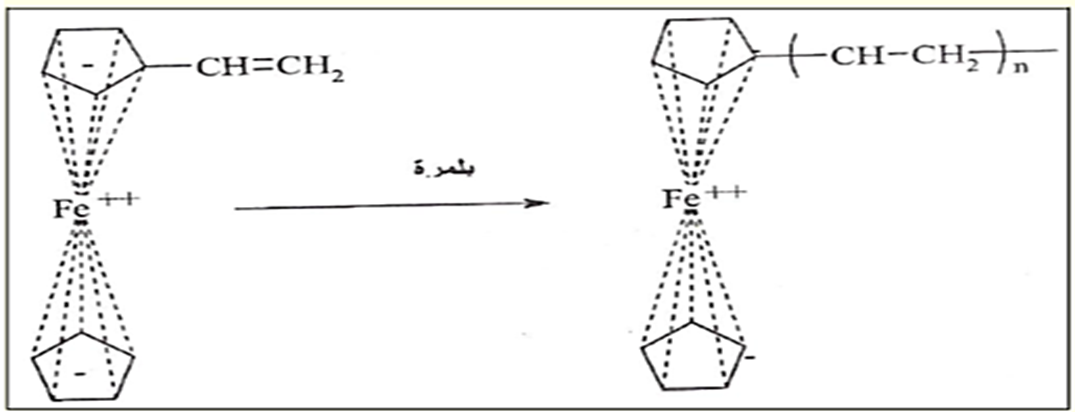 CH=CH₂
(-CH-CH₂-)n
بلمرة
Fe++
Fe++
-
-
-